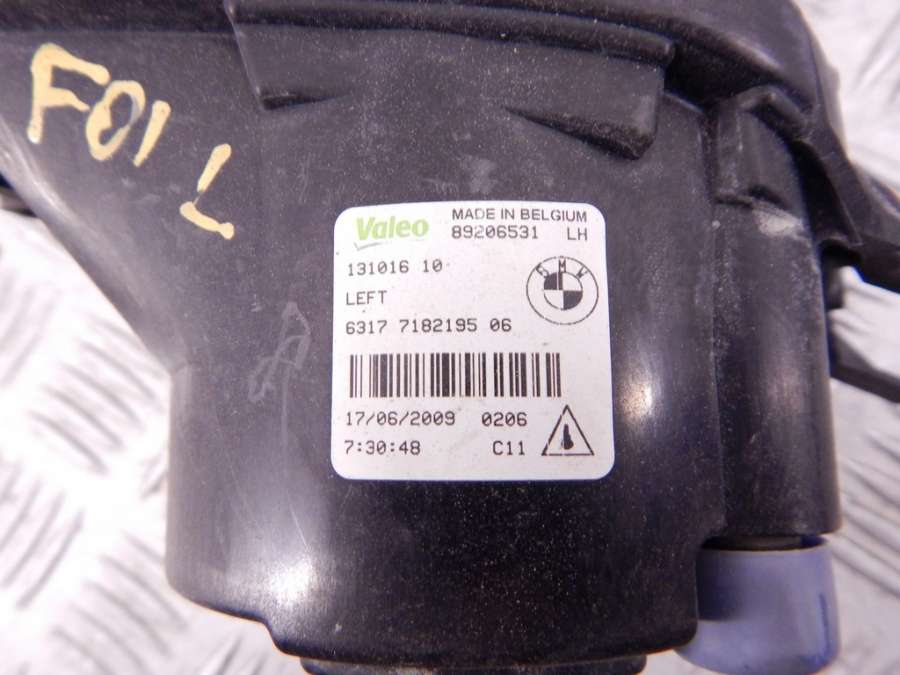 F01 L
Valeo MADE IN BELGIUM
89206531 LH
131016 10
BMW
LEFT
6317 7182195 06
17/06/2009 0206
7:30:48 C11